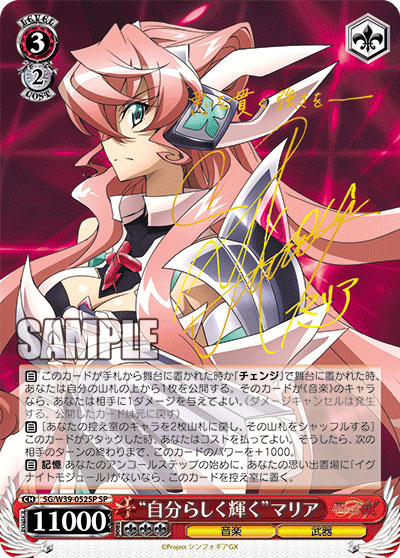 LEVEL
3
2
COST
悪を貫く強さを――
マリア
SAMPLE
自 このカードが手札から舞台に置かれた時か「チェンジ」で舞台に置かれた時、
あなたは自分の山札の上から1枚を公開する。そのカードが《音楽》のキャラ
なら、あなたは相手に1ダメージを与えてよい。(ダメージキャンセルは発生
する。公開したカードは元に戻す)
自 [あなたの控え室のキャラを2枚山札に戻し、その山札をシャッフルする]
このカードがアタックした時、あなたはコストを払ってよい。そうしたら、次の
相手のターンの終わりまで、このカードのパワーを+1000。
自 記憶 あなたのアンコールステップの始めに、あなたの思い出置場に「イグ
ナイトモジュール」がないなら、このカードを控え室に置く。
CH SG/W39-052SP SP
11000
“自分らしく輝く”マリア
音楽
武器
©Project シンフォギアGX